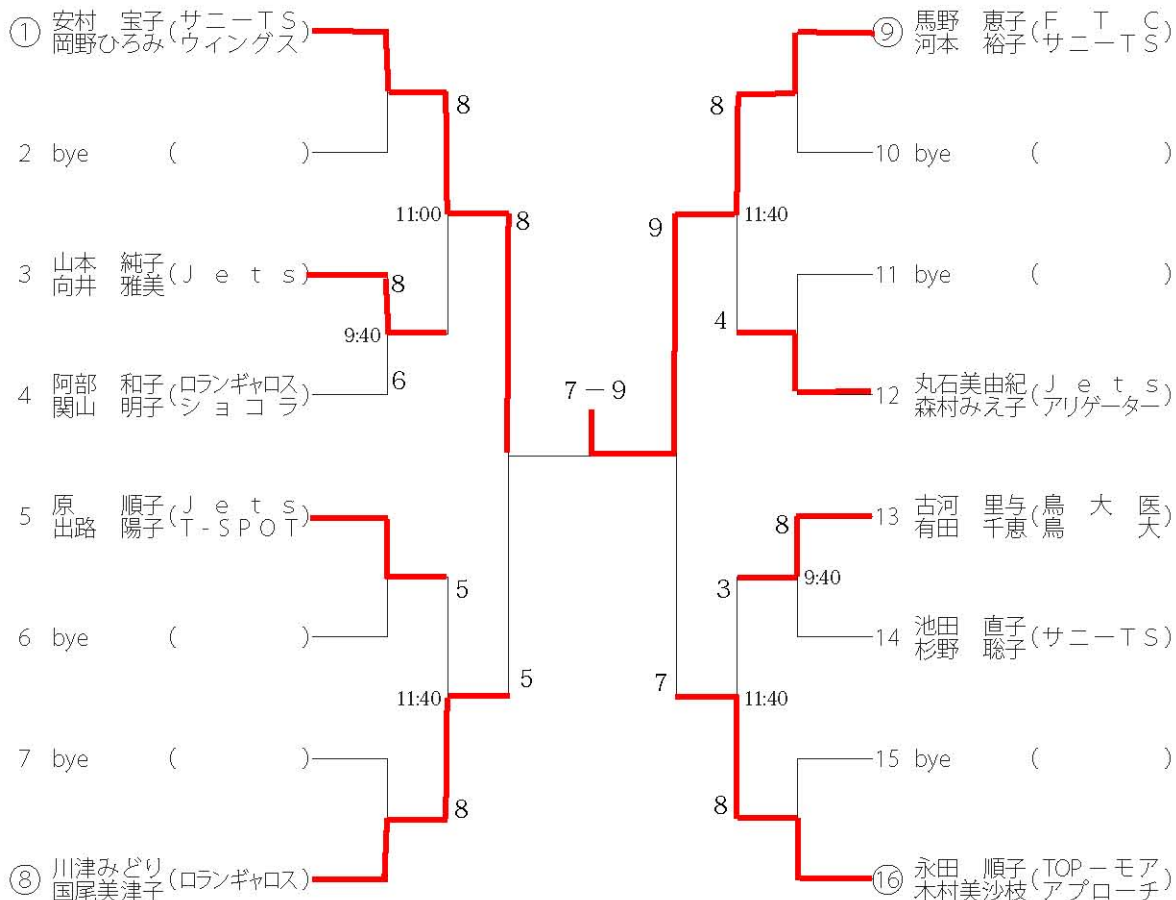 ① 安村 宝子 岡野ひろみ (サニーTS ウィングス)
8
2 bye ( )
11:00
8
3 山本 純子 向井 雅美 (Jets)
8
9:40
4 阿部 和子 関山 明子 (ロランギャロス ショコラ)
6
5 原 順子 出路 陽子 (Jets T-SPOT)
5
6 bye ( )
11:40
5
7 bye ( )
8
⑧ 川津みどり 国尾美津子 (ロランギャロス)
7－9
⑨ 馬野 恵子 河本 裕子 (FTC サニーTS)
8
10 bye ( )
11:40
9
11 bye ( )
4
12 丸石美由紀 森村みえ子 (Jets アリゲーター)
13 古河 里与 有田 千恵 (鳥大医 鳥大)
8
9:40
3
14 池田 直子 杉野 聡子 (サニーTS)
7
11:40
15 bye ( )
8
⑯ 永田 順子 木村美沙枝 (TOP－モア アプローチ)